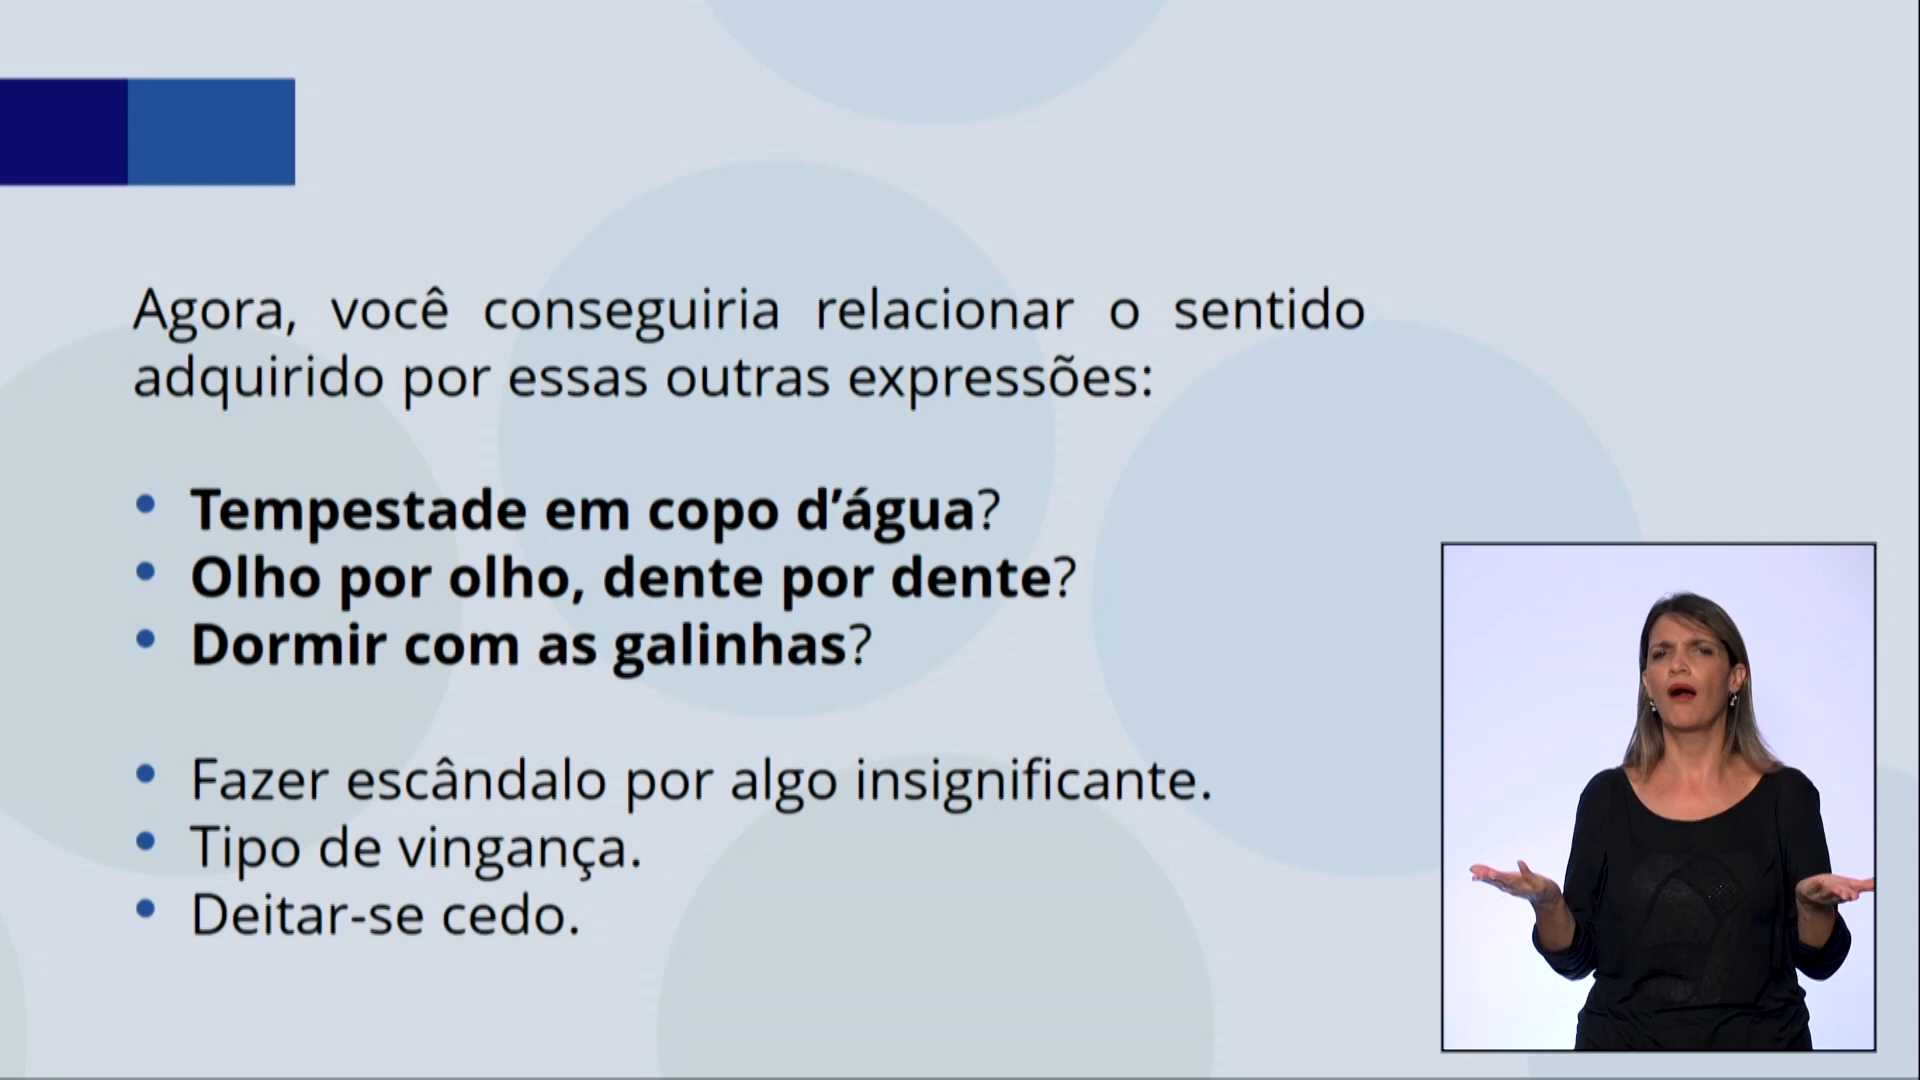 Agora, você conseguiria relacionar o sentido
adquirido por essas outras expressões:
• Tempestade em copo d’água?
• Olho por olho, dente por dente?
• Dormir com as galinhas?
• Fazer escândalo por algo insignificante.
• Tipo de vingança.
• Deitar-se cedo.